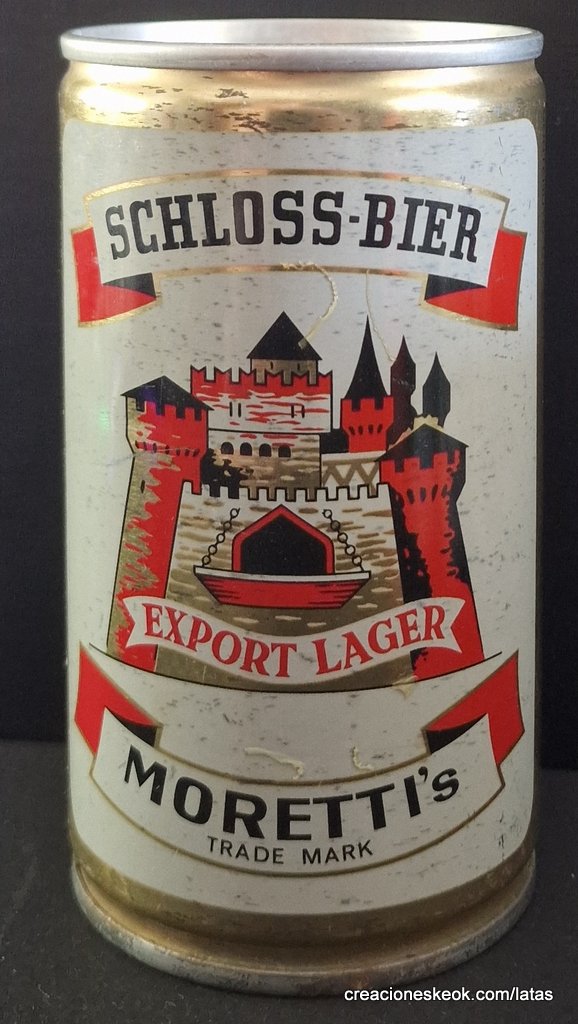 SCHLOSS-BIER
EXPORT LAGER
MORETTI's
TRADE MARK
creacioneskeok.com/latas